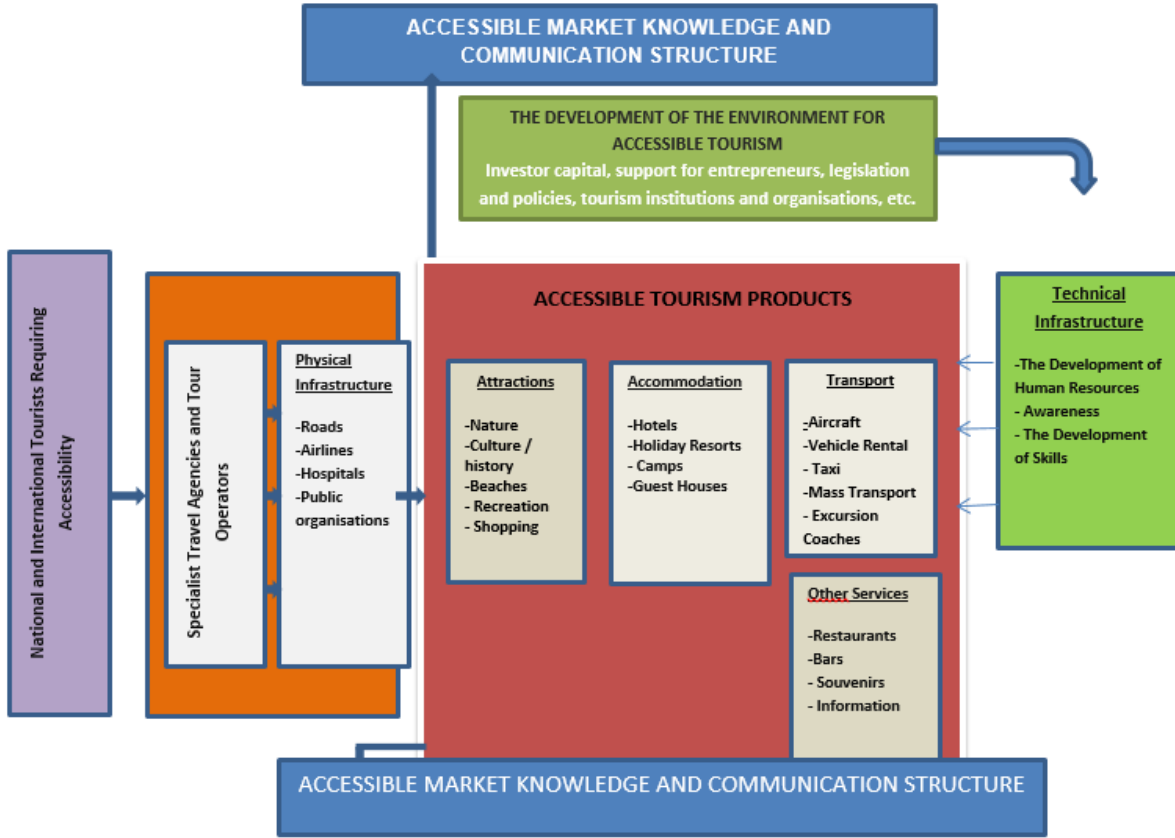 ACCESSIBLE MARKET KNOWLEDGE AND
COMMUNICATION STRUCTURE
THE DEVELOPMENT OF THE ENVIRONMENT FOR
ACCESSIBLE TOURISM
Investor capital, support for entrepreneurs, legislation
and policies, tourism institutions and organisations, etc.
National and International Tourists Requiring
Accessibility
Specialist Travel Agencies and Tour
Operators
Physical
Infrastructure
-Roads
-Airlines
-Hospitals
-Public
organisations
ACCESSIBLE TOURISM PRODUCTS
Attractions
-Nature
-Culture /
history
-Beaches
- Recreation
- Shopping
Accommodation
-Hotels
-Holiday Resorts
- Camps
-Guest Houses
Transport
-Aircraft
-Vehicle Rental
- Taxi
-Mass Transport
- Excursion
Coaches
Other Services
-Restaurants
-Bars
- Souvenirs
- Information
Technical
Infrastructure
-The Development of
Human Resources
- Awareness
- The Development
of Skills
ACCESSIBLE MARKET KNOWLEDGE AND COMMUNICATION STRUCTURE